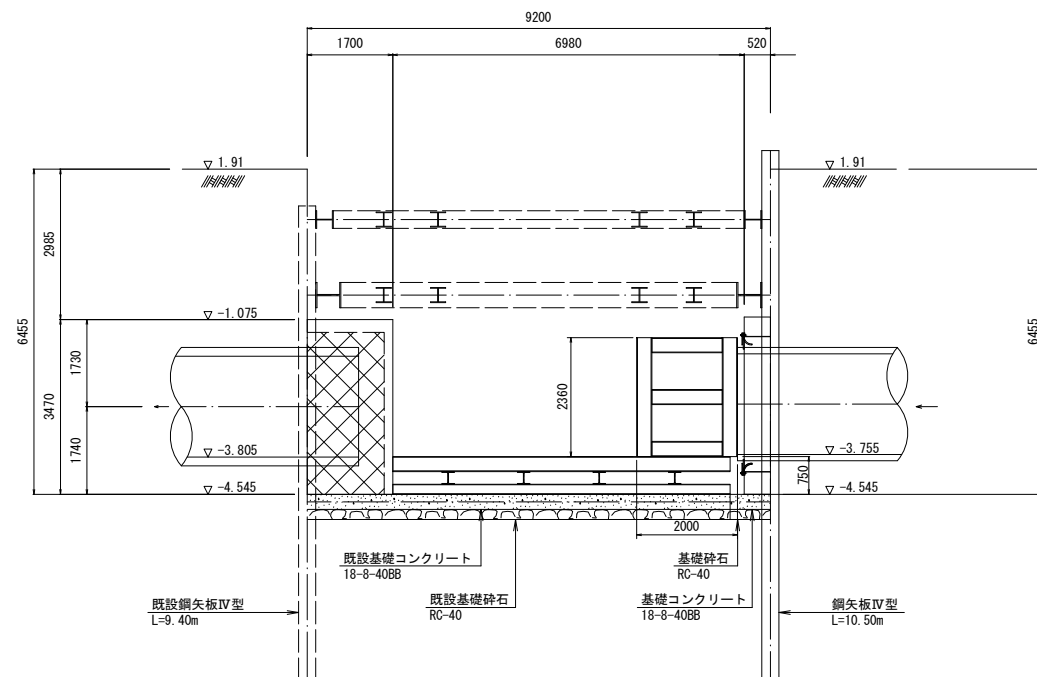 9200
1700
6980
520
▽ 1.91
▽ 1.91
2985
6455
6455
▽ -1.075
1730
3470
2360
1740
▽ -3.805
▽ -3.755
750
▽ -4.545
▽ -4.545
2000
既設基礎コンクリート
18-8-40BB
基礎砕石
RC-40
既設鋼矢板Ⅳ型
L=9.40m
既設基礎砕石
RC-40
基礎コンクリート
18-8-40BB
鋼矢板Ⅳ型
L=10.50m